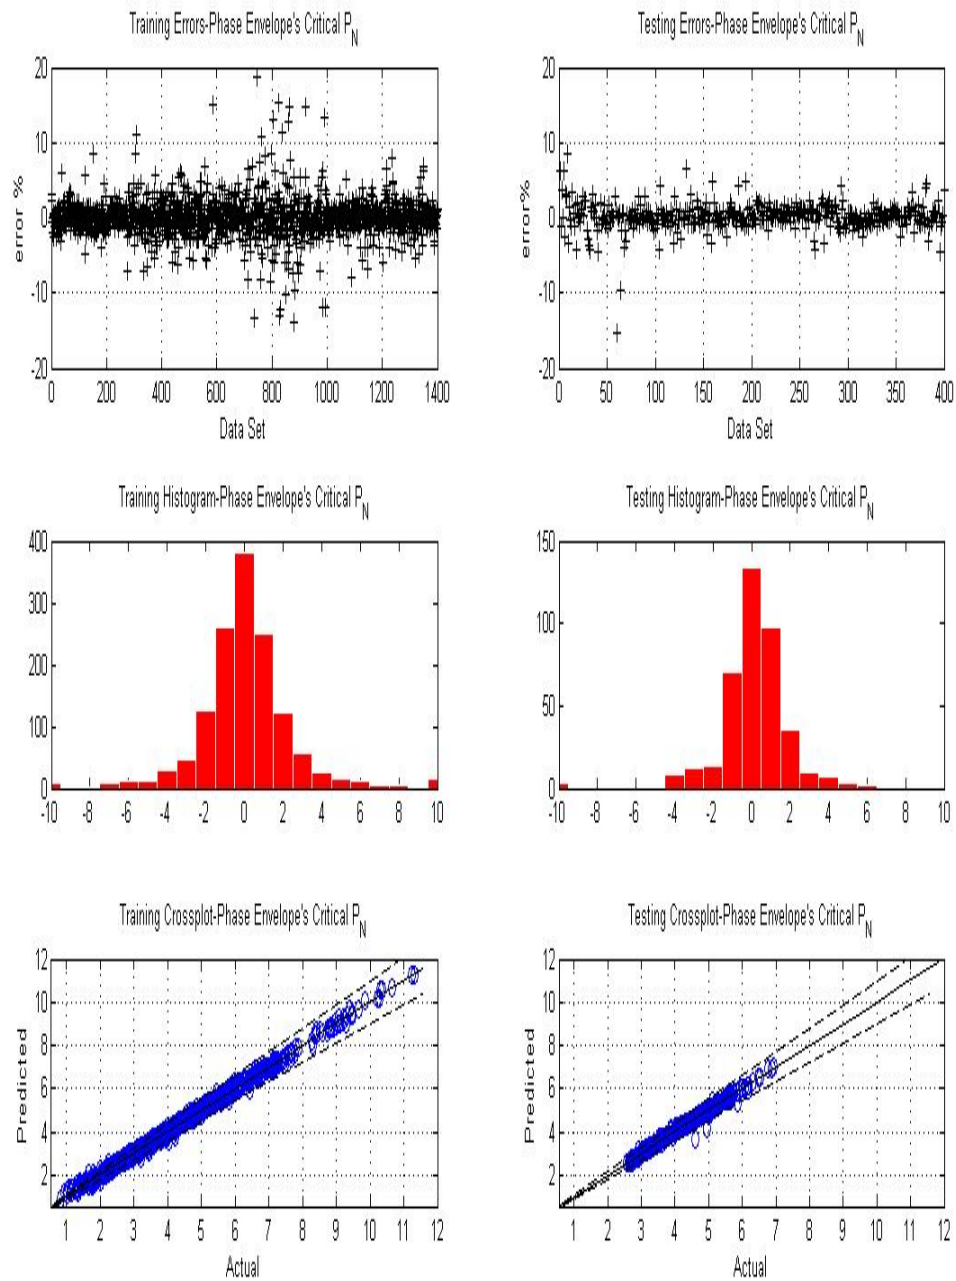 Training Errors-Phase Envelope's Critical P_N
20
10
0
-10
-20
error %
0 200 400 600 800 1000 1200 1400
Data Set
Testing Errors-Phase Envelope's Critical P_N
20
10
0
-10
-20
error%
0 50 100 150 200 250 300 350 400
Data Set
Training Histogram-Phase Envelope's Critical P_N
400
300
200
100
0
-10 -8 -6 -4 -2 0 2 4 6 8 10
Testing Histogram-Phase Envelope's Critical P_N
150
100
50
0
-10 -8 -6 -4 -2 0 2 4 6 8 10
Training Crossplot-Phase Envelope's Critical P_N
12
10
8
6
4
2
Predicted
1 2 3 4 5 6 7 8 9 10 11 12
Actual
Testing Crossplot-Phase Envelope's Critical P_N
12
10
8
6
4
2
Predicted
1 2 3 4 5 6 7 8 9 10 11 12
Actual